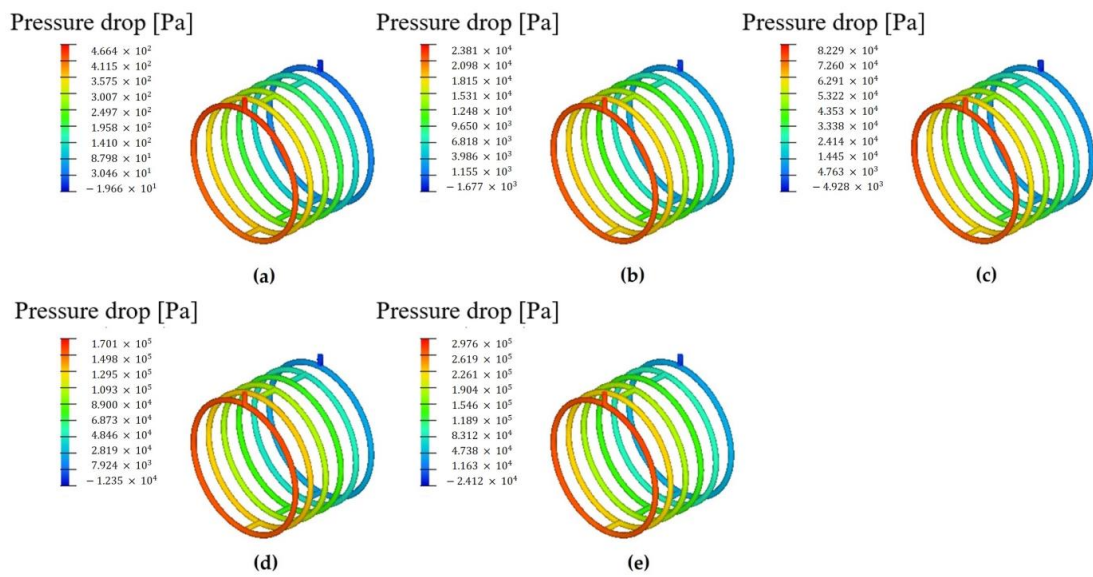 Pressure drop [Pa]
4.664 × 10²
4.115 × 10²
3.575 × 10²
3.007 × 10²
2.497 × 10²
1.958 × 10²
1.410 × 10²
8.798 × 10¹
3.046 × 10¹
−1.966 × 10¹
(a)
Pressure drop [Pa]
2.381 × 10⁴
2.098 × 10⁴
1.815 × 10⁴
1.531 × 10⁴
1.248 × 10⁴
9.650 × 10³
6.818 × 10³
3.986 × 10³
1.155 × 10³
−1.677 × 10³
(b)
Pressure drop [Pa]
8.229 × 10⁴
7.260 × 10⁴
6.291 × 10⁴
5.322 × 10⁴
4.353 × 10⁴
3.338 × 10⁴
2.414 × 10⁴
1.445 × 10⁴
4.763 × 10³
−4.928 × 10³
(c)
Pressure drop [Pa]
1.701 × 10⁵
1.498 × 10⁵
1.295 × 10⁵
1.093 × 10⁵
8.900 × 10⁴
6.873 × 10⁴
4.846 × 10⁴
2.819 × 10⁴
7.924 × 10³
−1.235 × 10⁴
(d)
Pressure drop [Pa]
2.976 × 10⁵
2.619 × 10⁵
2.261 × 10⁵
1.904 × 10⁵
1.546 × 10⁵
1.189 × 10⁵
8.312 × 10⁴
4.738 × 10⁴
1.163 × 10⁴
−2.412 × 10⁴
(e)